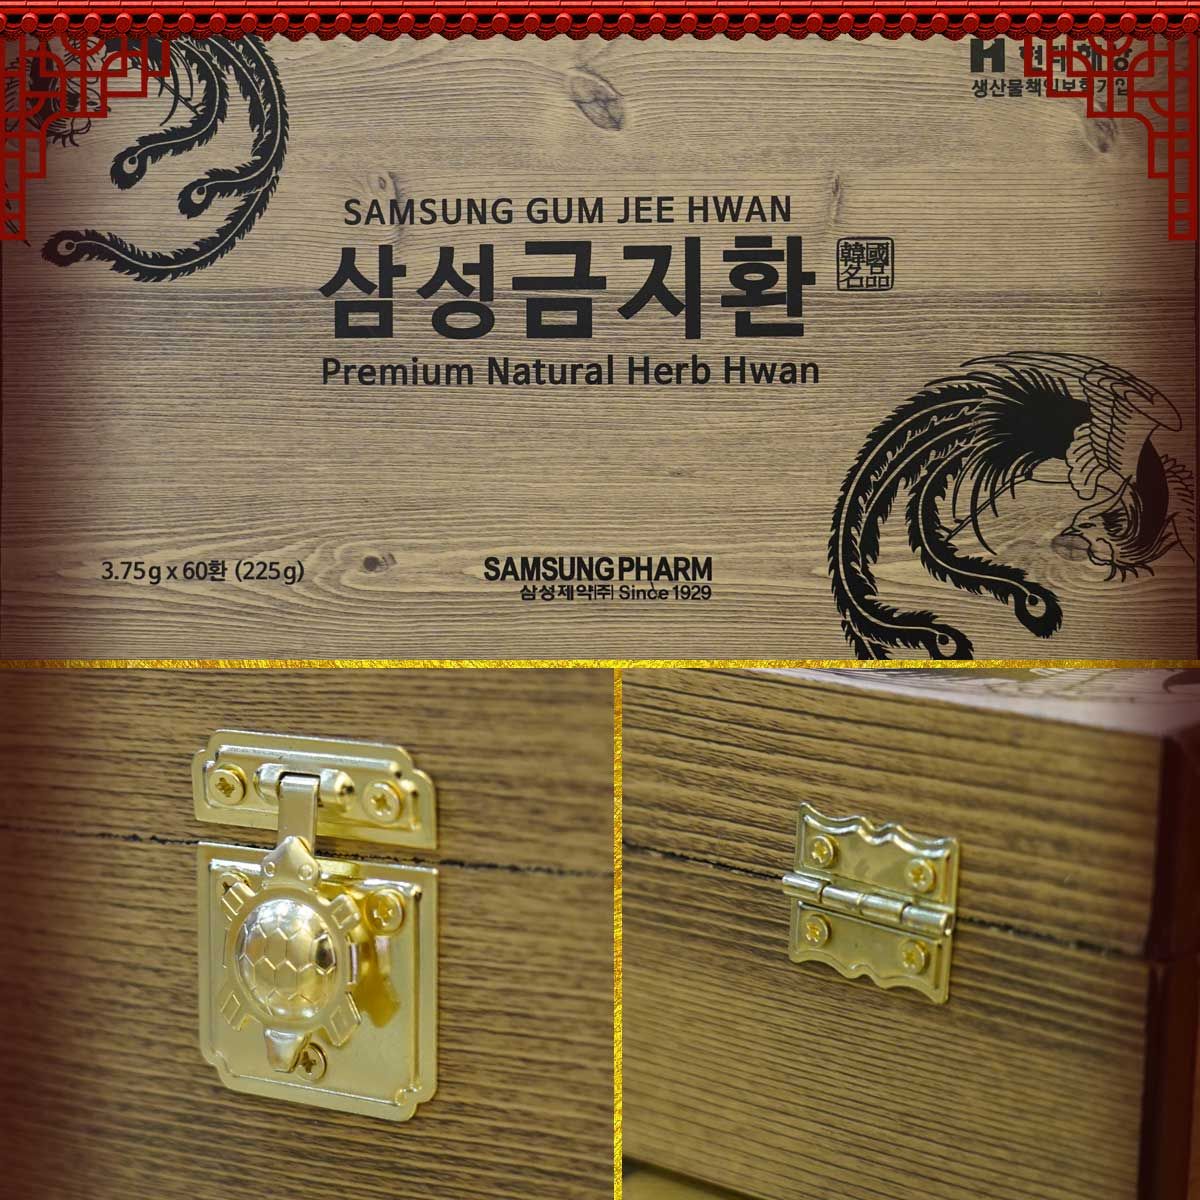 H
생산물책임보험가입
SAMSUNG GUM JEE HWAN
삼성금지환
韓國
名品
Premium Natural Herb Hwan
3.75g x 60환 (225g)
SAMSUNG PHARM
삼성제약(주) Since 1929